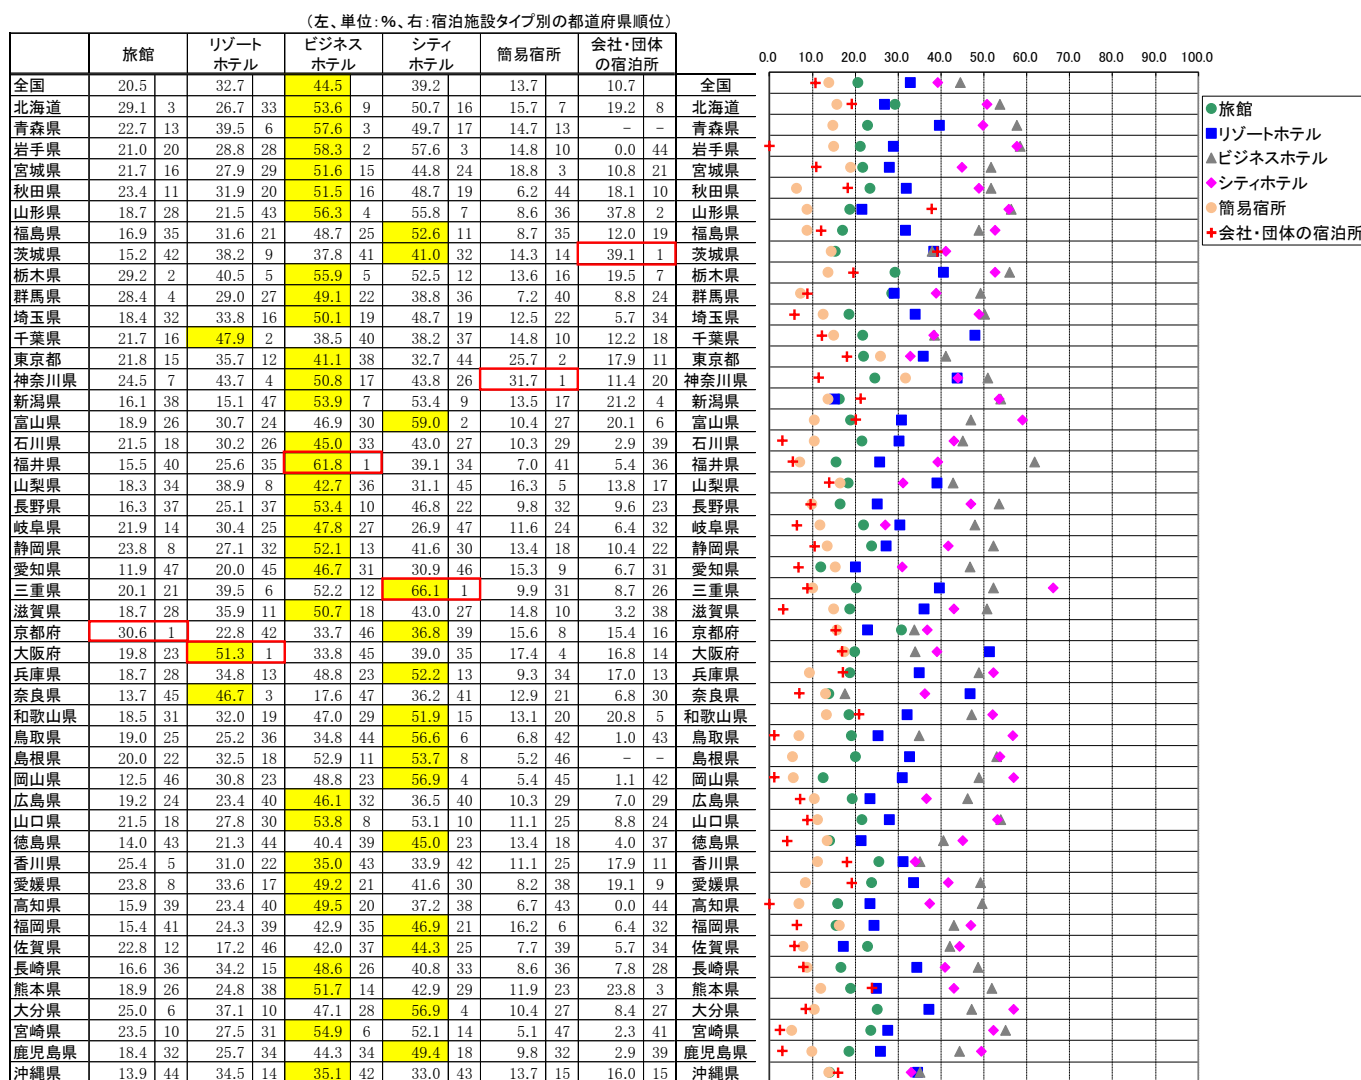 （左、単位：％、右：宿泊施設タイプ別の都道府県順位）
旅館 リゾートホテル ビジネスホテル シティホテル 簡易宿所 会社・団体の宿泊所
0.0 10.0 20.0 30.0 40.0 50.0 60.0 70.0 80.0 90.0 100.0
全国 20.5 32.7 44.5 39.2 13.7 10.7 全国
北海道 29.1 3 26.7 33 53.6 9 50.7 16 15.7 7 19.2 8 北海道
青森県 22.7 13 39.5 6 57.6 3 49.7 17 14.7 13 － － 青森県
岩手県 21.0 20 28.8 28 58.3 2 57.6 3 14.8 10 0.0 44 岩手県
宮城県 21.7 16 27.9 29 51.6 15 44.8 24 18.8 3 10.8 21 宮城県
秋田県 23.4 11 31.9 20 51.5 16 48.7 19 6.2 44 18.1 10 秋田県
山形県 18.7 28 21.5 43 56.3 4 55.8 7 8.6 36 37.8 2 山形県
福島県 16.9 35 31.6 21 48.7 25 52.6 11 8.7 35 12.0 19 福島県
茨城県 15.2 42 38.2 9 37.8 41 41.0 32 14.3 14 39.1 1 茨城県
栃木県 29.2 2 40.5 5 55.9 5 52.5 12 13.6 16 19.5 7 栃木県
群馬県 28.4 4 29.0 27 49.1 22 38.8 36 7.2 40 8.8 24 群馬県
埼玉県 18.4 32 33.8 16 50.1 19 48.7 19 12.5 22 5.7 34 埼玉県
千葉県 21.7 16 47.9 2 38.5 40 38.2 37 14.8 10 12.2 18 千葉県
東京都 21.8 15 35.7 12 41.1 38 32.7 44 25.7 2 17.9 11 東京都
神奈川県 24.5 7 43.7 4 50.8 17 43.8 26 31.7 1 11.4 20 神奈川県
新潟県 16.1 38 15.1 47 53.9 7 53.4 9 13.5 17 21.2 4 新潟県
富山県 18.9 26 30.7 24 46.9 30 59.0 2 10.4 27 20.1 6 富山県
石川県 21.5 18 30.2 26 45.0 33 43.0 27 10.3 29 2.9 39 石川県
福井県 15.5 40 25.6 35 61.8 1 39.1 34 7.0 41 5.4 36 福井県
山梨県 18.3 34 38.9 8 42.7 36 31.1 45 16.3 5 13.8 17 山梨県
長野県 16.3 37 25.1 37 53.4 10 46.8 22 9.8 32 9.6 23 長野県
岐阜県 21.9 14 30.4 25 47.8 27 26.9 47 11.6 24 6.4 32 岐阜県
静岡県 23.8 8 27.1 32 52.1 13 41.6 30 13.4 18 10.4 22 静岡県
愛知県 11.9 47 20.0 45 46.7 31 30.9 46 15.3 9 6.7 31 愛知県
三重県 20.1 21 39.5 6 52.2 12 66.1 1 9.9 31 8.7 26 三重県
滋賀県 18.7 28 35.9 11 50.7 18 43.0 27 14.8 10 3.2 38 滋賀県
京都府 30.6 1 22.8 42 33.7 46 36.8 39 15.6 8 15.4 16 京都府
大阪府 19.8 23 51.3 1 33.8 45 39.0 35 17.4 4 16.8 14 大阪府
兵庫県 18.7 28 34.8 13 48.8 23 52.2 13 9.3 34 17.0 13 兵庫県
奈良県 13.7 45 46.7 3 17.6 47 36.2 41 12.9 21 6.8 30 奈良県
和歌山県 18.5 31 32.0 19 47.0 29 51.9 15 13.1 20 20.8 5 和歌山県
鳥取県 19.0 25 25.2 36 34.8 44 56.6 6 6.8 42 1.0 43 鳥取県
島根県 20.0 22 32.5 18 52.9 11 53.7 8 5.2 46 － － 島根県
岡山県 12.5 46 30.8 23 48.8 23 56.9 4 5.4 45 1.1 42 岡山県
広島県 19.2 24 23.4 40 46.1 32 36.5 40 10.3 29 7.0 29 広島県
山口県 21.5 18 27.8 30 53.8 8 53.1 10 11.1 25 8.8 24 山口県
徳島県 14.0 43 21.3 44 40.4 39 45.0 23 13.4 18 4.0 37 徳島県
香川県 25.4 5 31.0 22 35.0 43 33.9 42 11.1 25 17.9 11 香川県
愛媛県 23.8 8 33.6 17 49.2 21 41.6 30 8.2 38 19.1 9 愛媛県
高知県 15.9 39 23.4 40 49.5 20 37.2 38 6.7 43 0.0 44 高知県
福岡県 15.4 41 24.3 39 42.9 35 46.9 21 16.2 6 6.4 32 福岡県
佐賀県 22.8 12 17.2 46 42.0 37 44.3 25 7.7 39 5.7 34 佐賀県
長崎県 16.6 36 34.2 15 48.6 26 40.8 33 8.6 36 7.8 28 長崎県
熊本県 18.9 26 24.8 38 51.7 14 42.9 29 11.9 23 23.8 3 熊本県
大分県 25.0 6 37.1 10 47.1 28 56.9 4 10.4 27 8.4 27 大分県
宮崎県 23.5 10 27.5 31 54.9 6 52.1 14 5.1 47 2.3 41 宮崎県
鹿児島県 18.4 32 25.7 34 44.3 34 49.4 18 9.8 32 2.9 39 鹿児島県
沖縄県 13.9 44 34.5 14 35.1 42 33.0 43 13.7 15 16.0 15 沖縄県
旅館
リゾートホテル
ビジネスホテル
シティホテル
簡易宿所
会社・団体の宿泊所